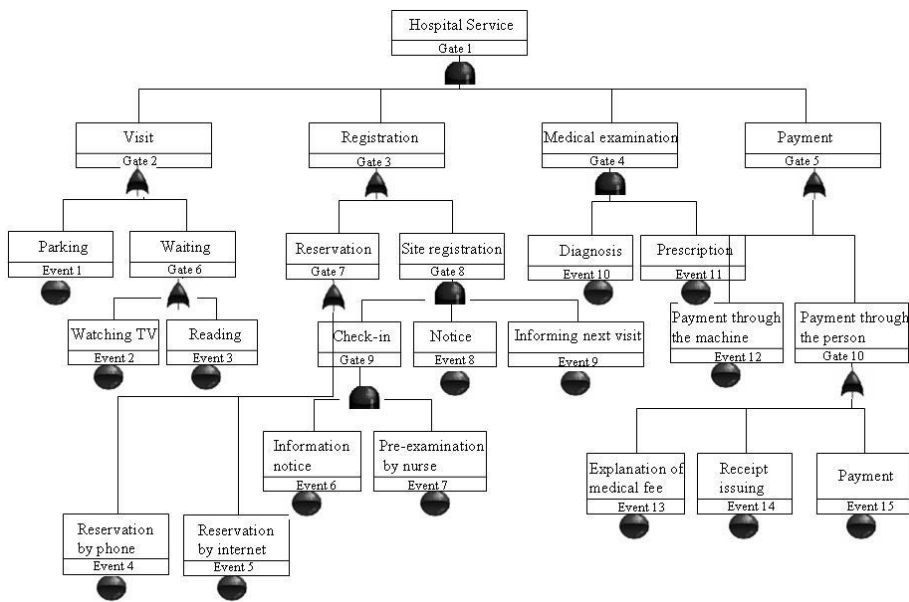 Hospital Service
Gate 1
Visit
Gate 2
Registration
Gate 3
Medical examination
Gate 4
Payment
Gate 5
Parking
Event 1
Waiting
Gate 6
Reservation
Gate 7
Site registration
Gate 8
Diagnosis
Event 10
Prescription
Event 11
Watching TV
Event 2
Reading
Event 3
Check-in
Gate 9
Notice
Event 8
Informing next visit
Event 9
Payment through
the machine
Event 12
Payment through
the person
Gate 10
Information
notice
Event 6
Pre-examination
by nurse
Event 7
Explanation of
medical fee
Event 13
Receipt
issuing
Event 14
Payment
Event 15
Reservation
by phone
Event 4
Reservation
by internet
Event 5